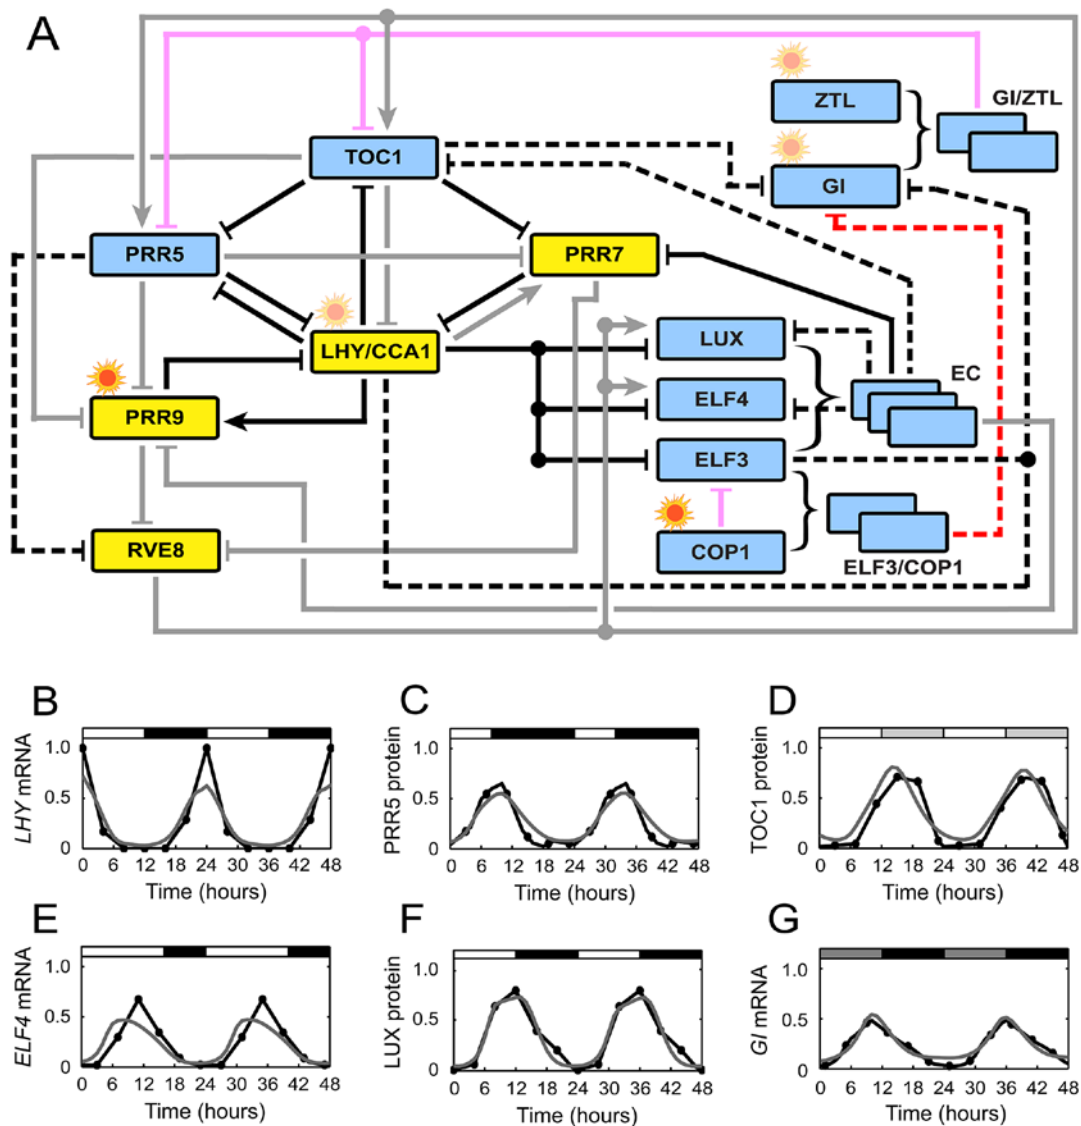 A
ZTL
GI/ZTL
TOC1
GI
PRR5
PRR7
LHY/CCA1
LUX
EC
PRR9
ELF4
ELF3
RVE8
COP1
ELF3/COP1
B
LHY mRNA
1.0
0.5
0
0 6 12 18 24 30 36 42 48
Time (hours)
C
PRR5 protein
1.0
0.5
0
0 6 12 18 24 30 36 42 48
Time (hours)
D
TOC1 protein
1.0
0.5
0
0 6 12 18 24 30 36 42 48
Time (hours)
E
ELF4 mRNA
1.0
0.5
0
0 6 12 18 24 30 36 42 48
Time (hours)
F
LUX protein
1.0
0.5
0
0 6 12 18 24 30 36 42 48
Time (hours)
G
GI mRNA
1.0
0.5
0
0 6 12 18 24 30 36 42 48
Time (hours)